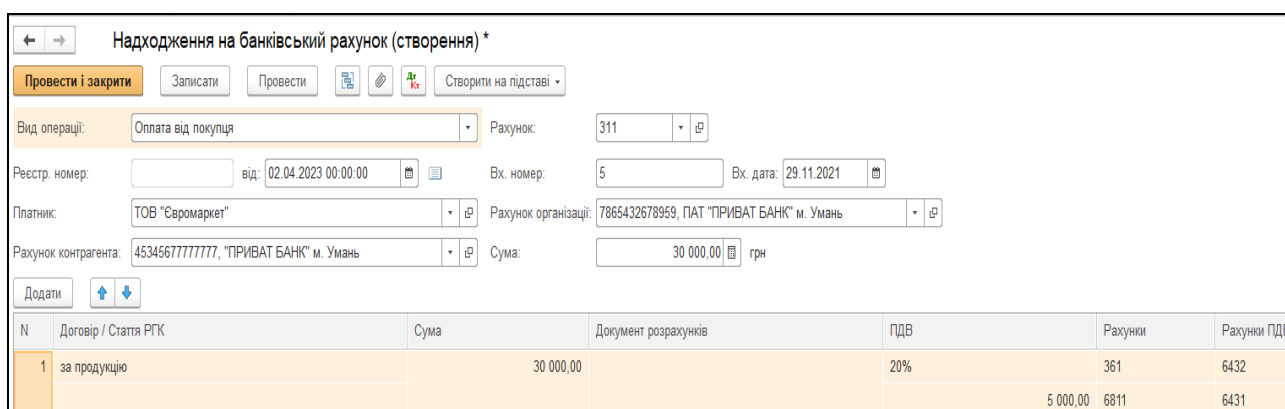 Надходження на банківський рахунок (створення) *
Провести і закрити Записати Провести Дт Кт Створити на підставі
Вид операції: Оплата від покупця Рахунок: 311
Реєстр. номер: від: 02.04.2023 00:00:00 Вх. номер: 5 Вх. дата: 29.11.2021
Платник: ТОВ "Євромаркет" Рахунок організації: 7865432678959, ПАТ "ПРИВАТ БАНК" м. Умань
Рахунок контрагента: 45345677777777, "ПРИВАТ БАНК" м. Умань Сума: 30 000,00 грн
Додати
N Договір / Стаття РГК Сума Документ розрахунків ПДВ Рахунки Рахунки ПДВ
1 за продукцію 30 000,00 20% 361 6432
5 000,00 6811 6431